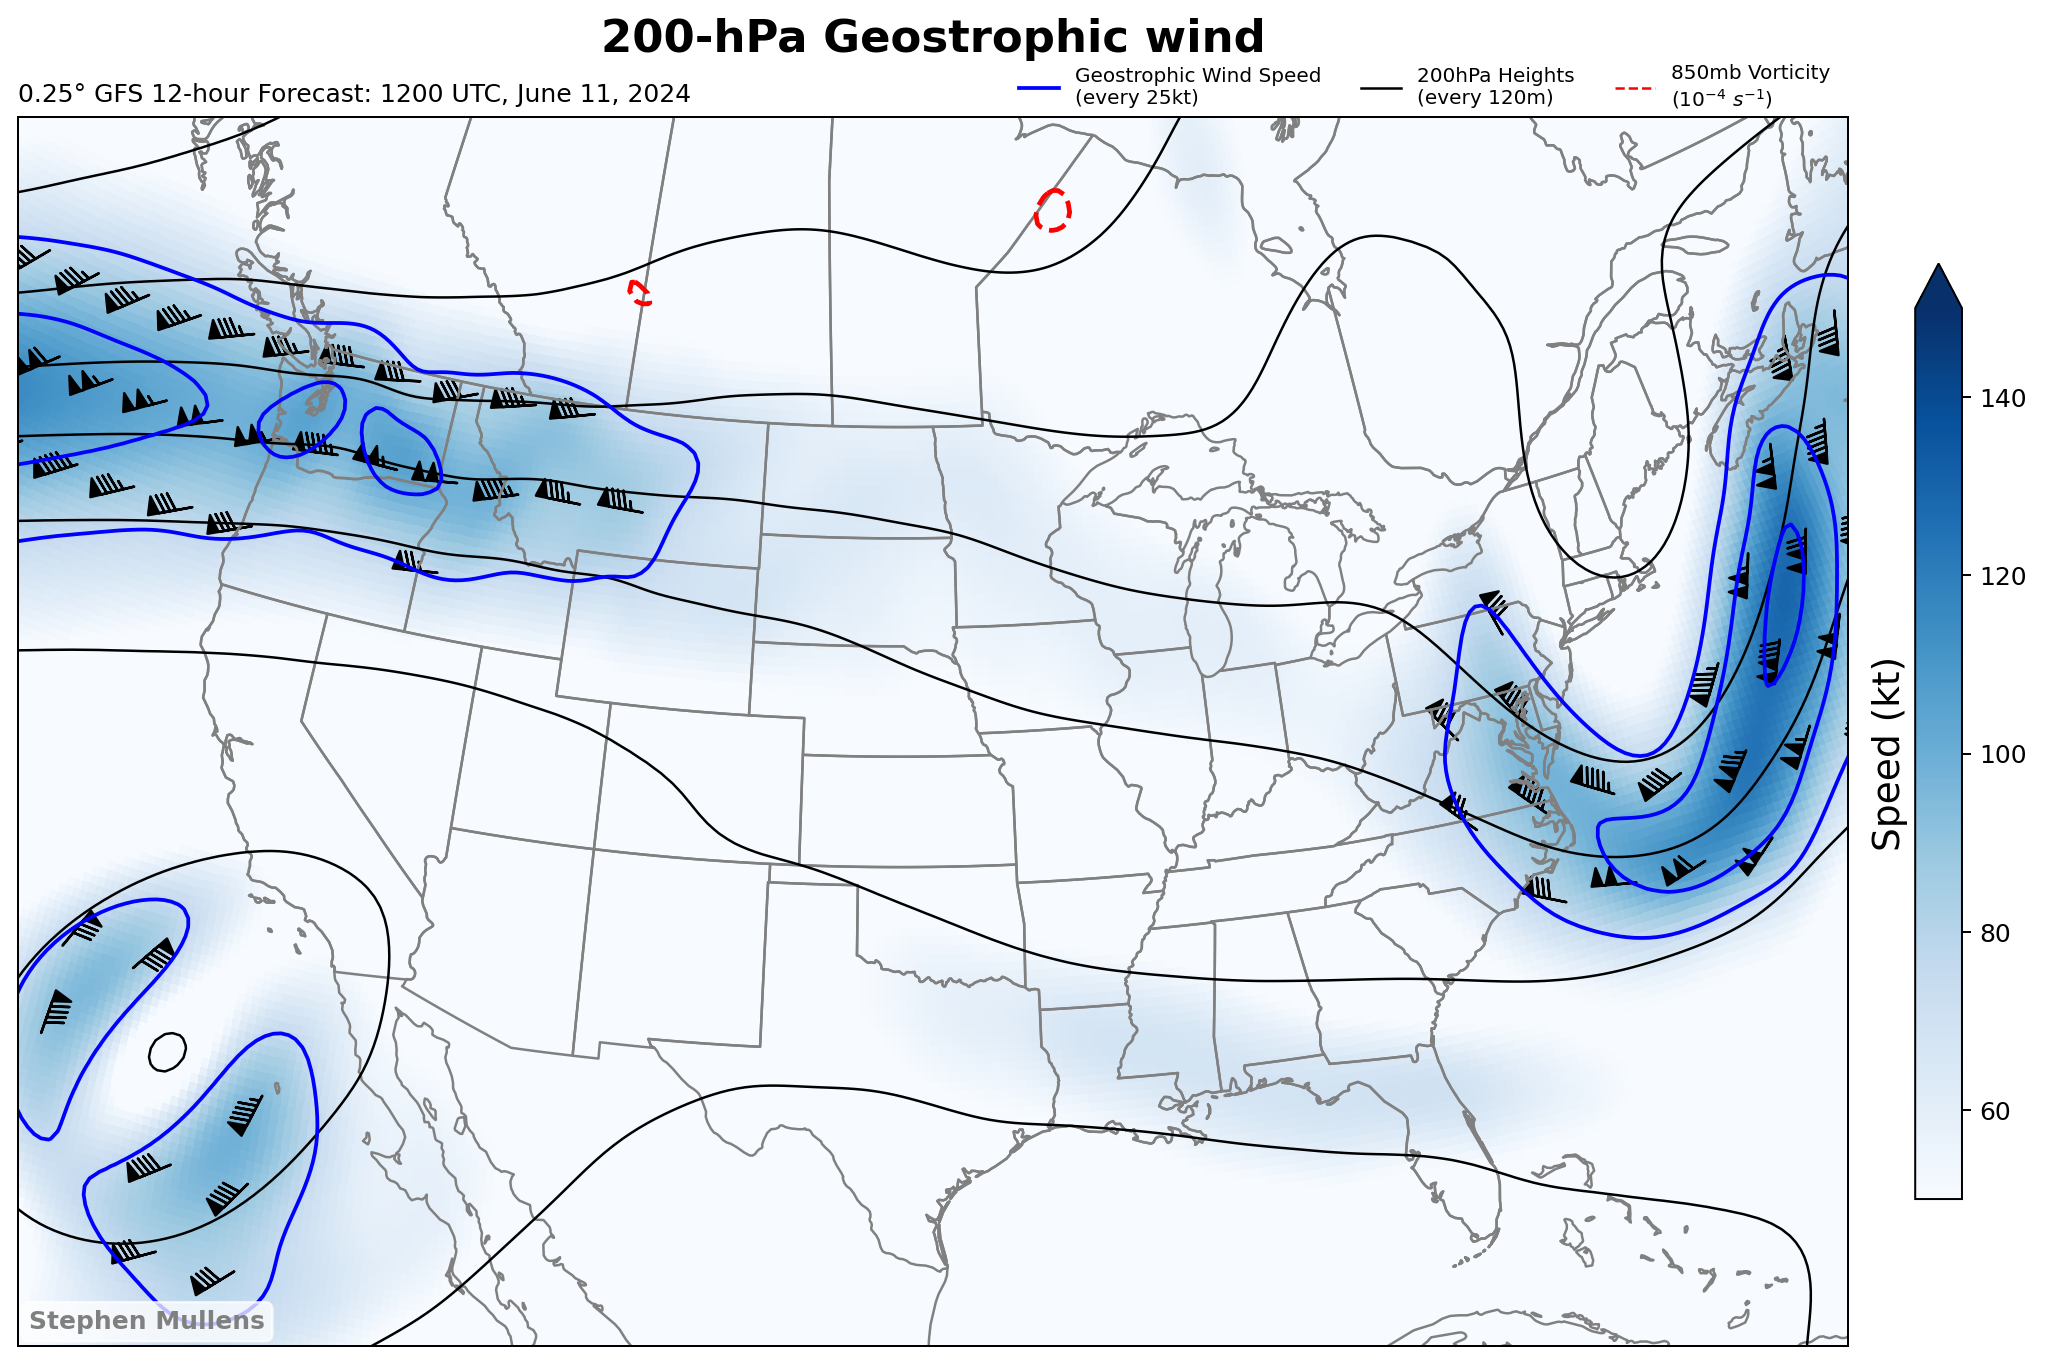 200-hPa Geostrophic wind
0.25° GFS 12-hour Forecast: 1200 UTC, June 11, 2024
Geostrophic Wind Speed
(every 25kt)
200hPa Heights
(every 120m)
850mb Vorticity
(10⁻⁴ s⁻¹)
140
120
100
80
60
Speed (kt)
Stephen Mullens